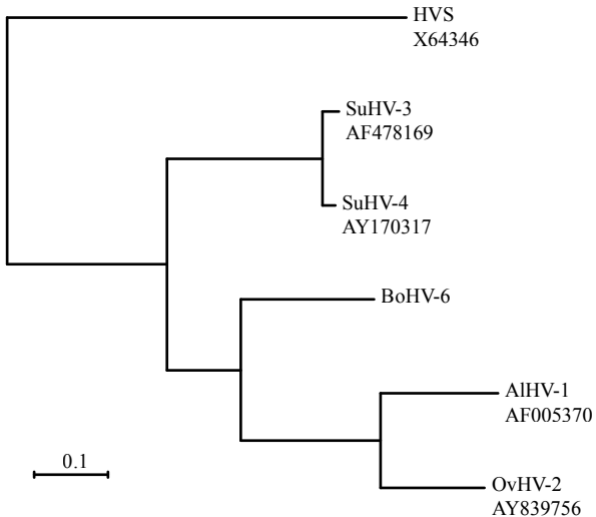 HVS
X64346
SuHV-3
AF478169
SuHV-4
AY170317
BoHV-6
AlHV-1
AF005370
0.1
OvHV-2
AY839756